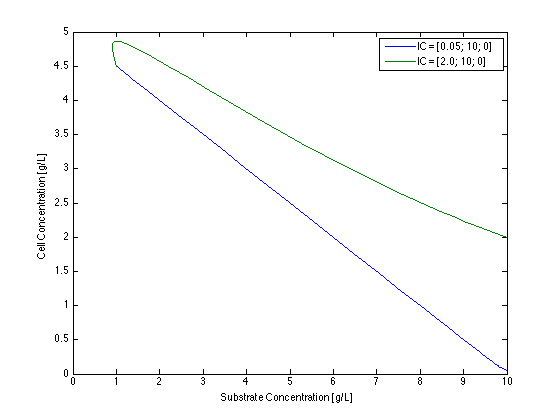 5
4.5
4
3.5
3
2.5
2
1.5
1
0.5
0
Cell Concentration [g/L]
IC = [0.05; 10; 0]
IC = [2.0; 10; 0]
0 1 2 3 4 5 6 7 8 9 10
Substrate Concentration [g/L]